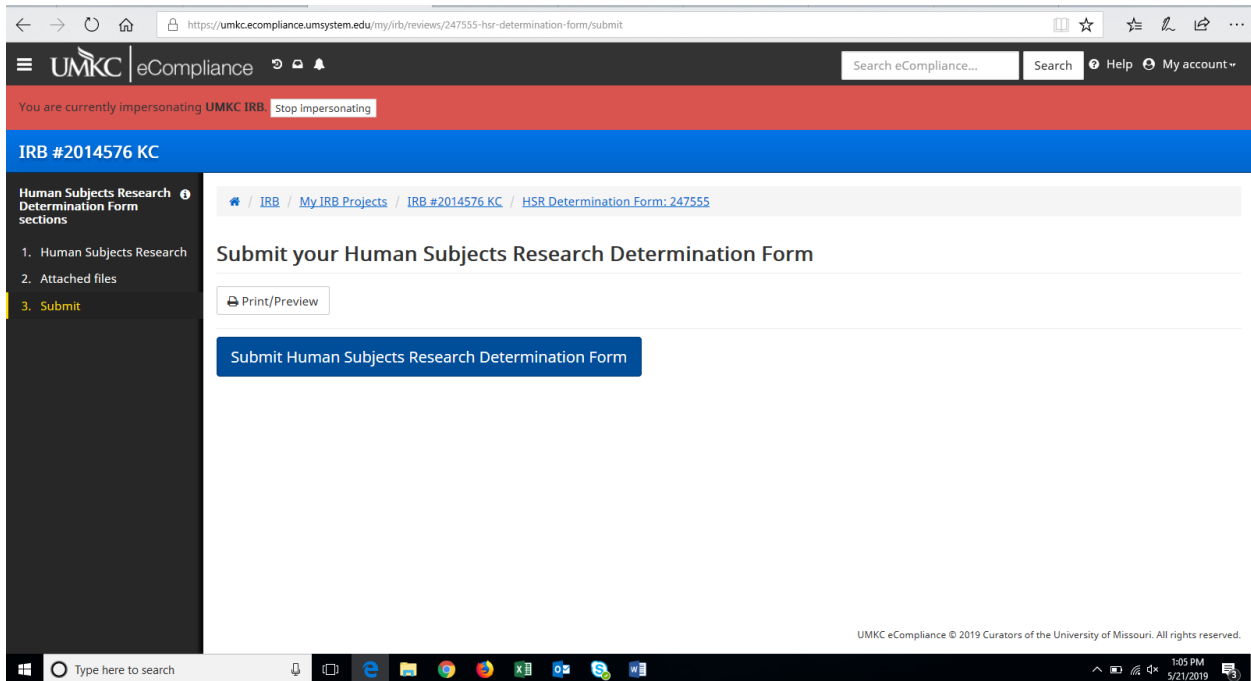 https://umkc.ecompliance.umsystem.edu/my/irb/reviews/247555-hsr-determination-form/submit
UMKC eCompliance Search eCompliance... Search Help My account
You are currently impersonating UMKC IRB. Stop impersonating
IRB #2014576 KC
Human Subjects Research
Determination Form
sections
1. Human Subjects Research
2. Attached files
3. Submit
/ IRB / My IRB Projects / IRB #2014576 KC / HSR Determination Form: 247555
Submit your Human Subjects Research Determination Form
Print/Preview
Submit Human Subjects Research Determination Form
UMKC eCompliance © 2019 Curators of the University of Missouri. All rights reserved.
Type here to search
1:05 PM
5/21/2019
3